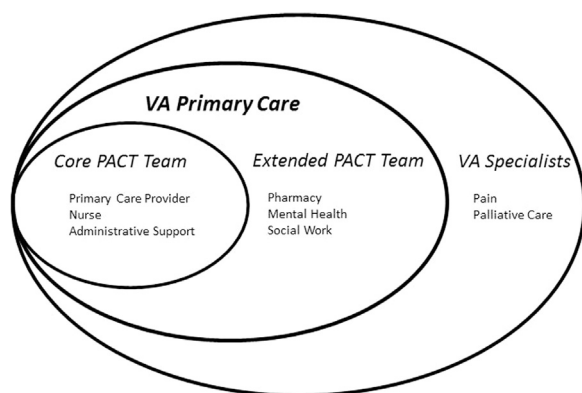 VA Primary Care
Core PACT Team
Primary Care Provider
Nurse
Administrative Support
Extended PACT Team
Pharmacy
Mental Health
Social Work
VA Specialists
Pain
Palliative Care